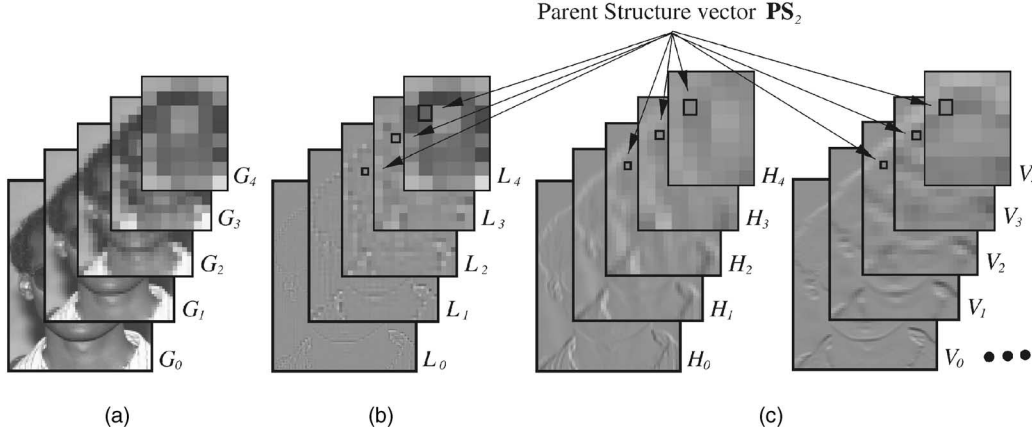 Parent Structure vector PS₂
G₄ L₄ H₄ V
G₃ L₃ H₃ V₃
G₂ L₂ H₂ V₂
G₁ L₁ H₁ V₁
G₀ L₀ H₀ V₀ •••
(a) (b) (c)